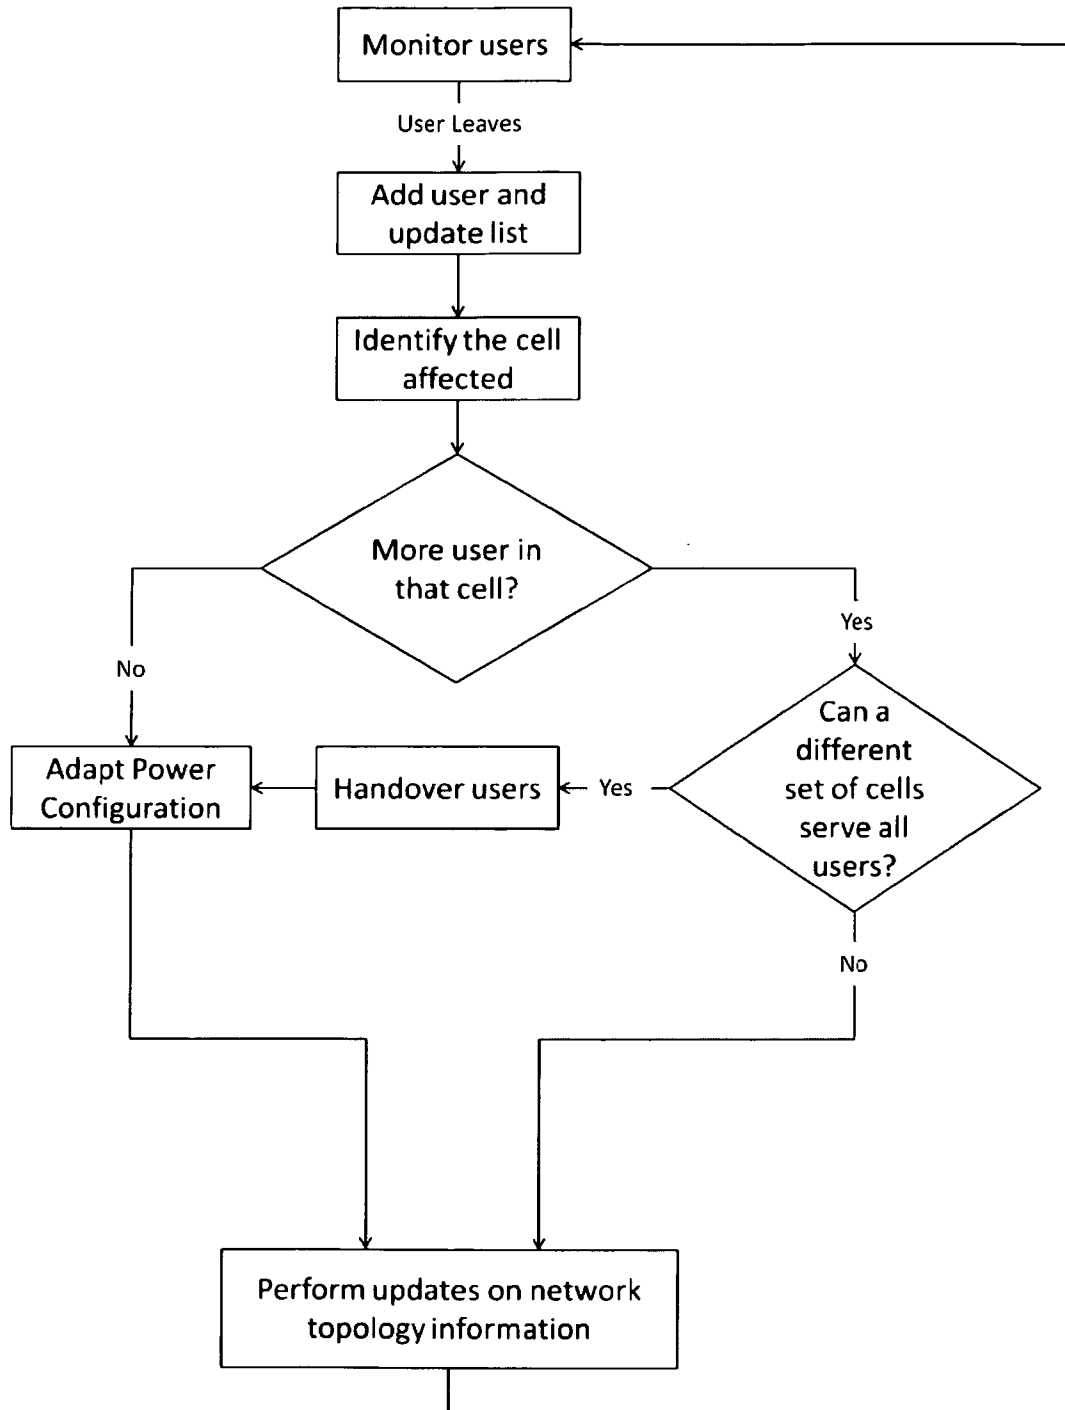 Monitor users
User Leaves
Add user and
update list
Identify the cell
affected
More user in
that cell?
No
Yes
Can a
different
set of cells
serve all
users?
Yes
Handover users
Adapt Power
Configuration
No
Perform updates on network
topology information